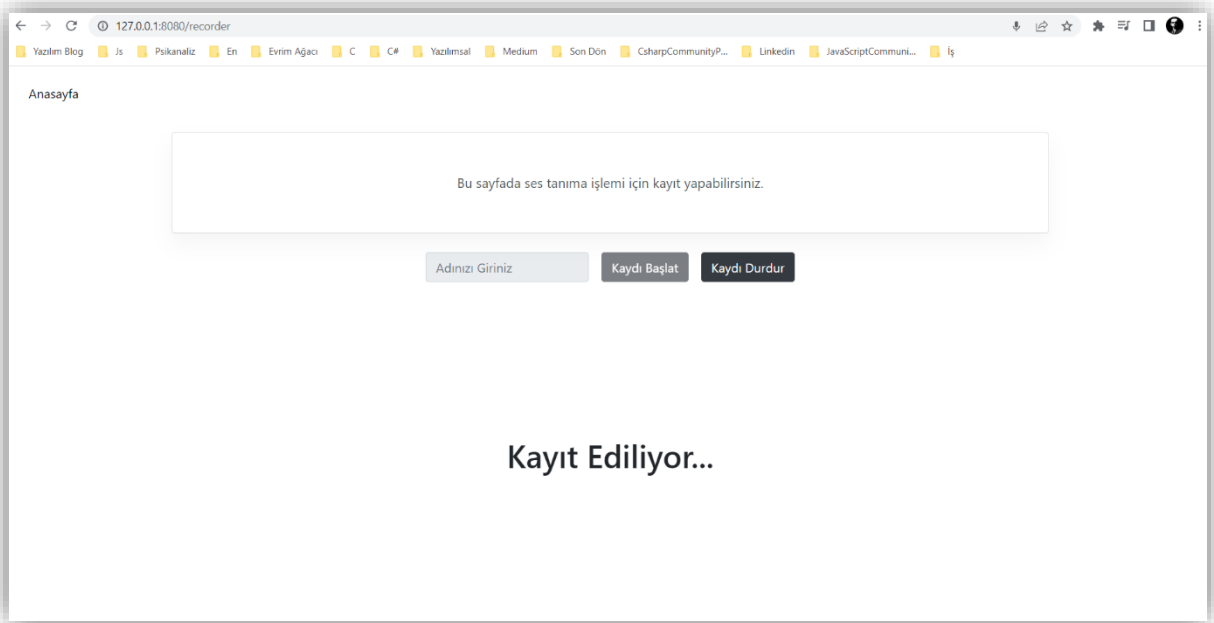 127.0.0.1:8080/recorder
Yazılım Blog Js Psikanaliz En Evrim Ağacı C C# Yazılımsal Medium Son Dön CsharpCommunityP... Linkedin JavaScriptCommuni... İş
Anasayfa
Bu sayfada ses tanıma işlemi için kayıt yapabilirsiniz.
Adınızı Giriniz Kaydı Başlat Kaydı Durdur
Kayıt Ediliyor...